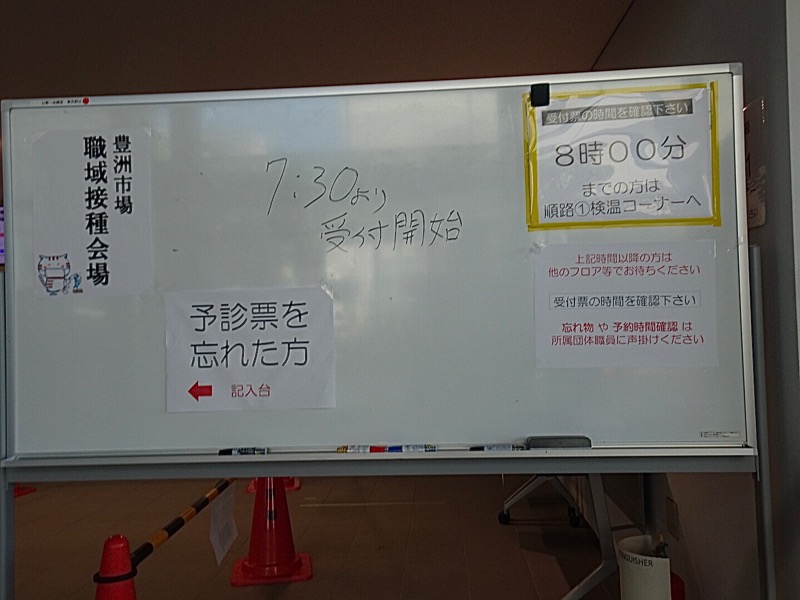 豊洲市場
職域接種会場
7:30より
受付開始
予診票を
忘れた方
記入台
受付票の時間を確認下さい
8時00分
までの方は
順路①検温コーナーへ
上記時間以降の方は
他のフロア等でお待ちください
受付票の時間を確認下さい
忘れ物 や 予約時間確認 は
所属団体職員に声掛けください